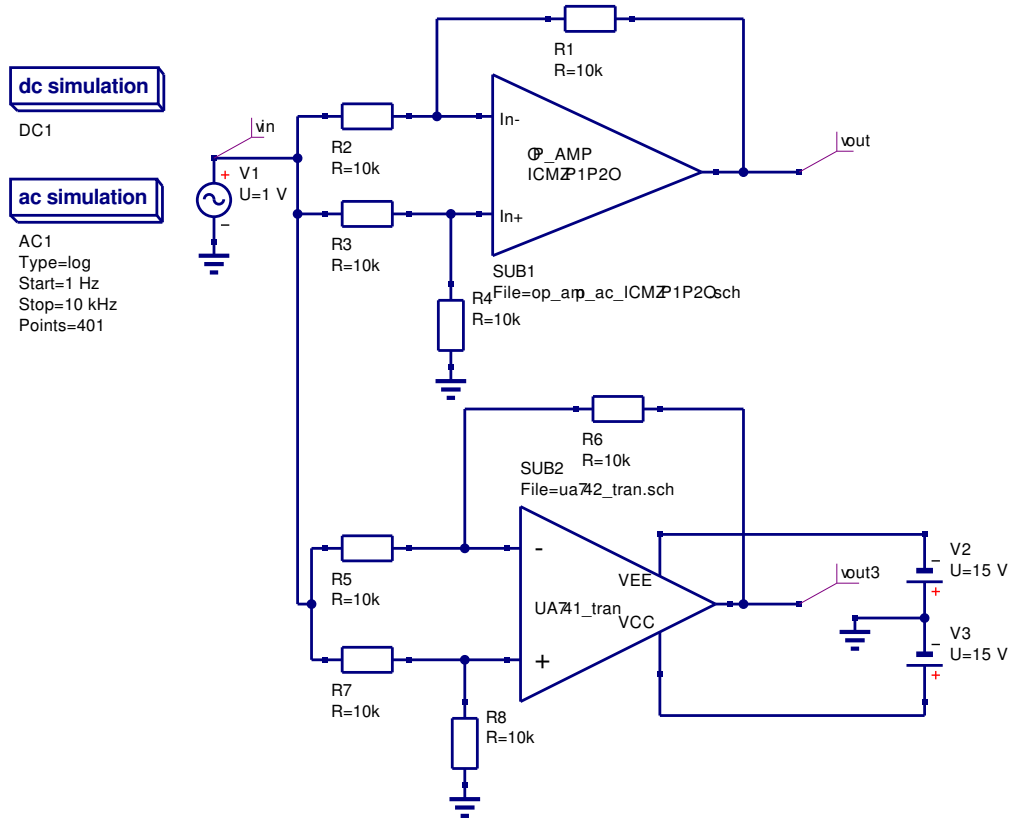 dc simulation
DC1
ac simulation
AC1
Type=log
Start=1 Hz
Stop=10 kHz
Points=401
vin
+
V1
U=1 V
−
R2
R=10k
R3
R=10k
R1
R=10k
In-
OP_AMP
ICMZP1P2O
In+
SUB1
File=op_amp_ac_ICMZP1P2O.sch
R4
R=10k
vout
R6
R=10k
SUB2
File=ua742_tran.sch
R5
R=10k
-
VEE
UA741_tran
VCC
+
R7
R=10k
R8
R=10k
vout3
−
V2
U=15 V
+
−
V3
U=15 V
+